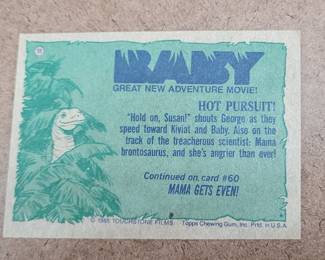 BABY
GREAT NEW ADVENTURE MOVIE!
HOT PURSUIT!
"Hold on, Susan!" shouts George as they
speed toward Kiviat and Baby. Also on the
track of the treacherous scientist: Mama
brontosaurus, and she's angrier than ever!
Continued on card #60
MAMA GETS EVEN!
© 1985 TOUCHSTONE FILMS Topps Chewing Gum, Inc. Prtd. in U.S.A.